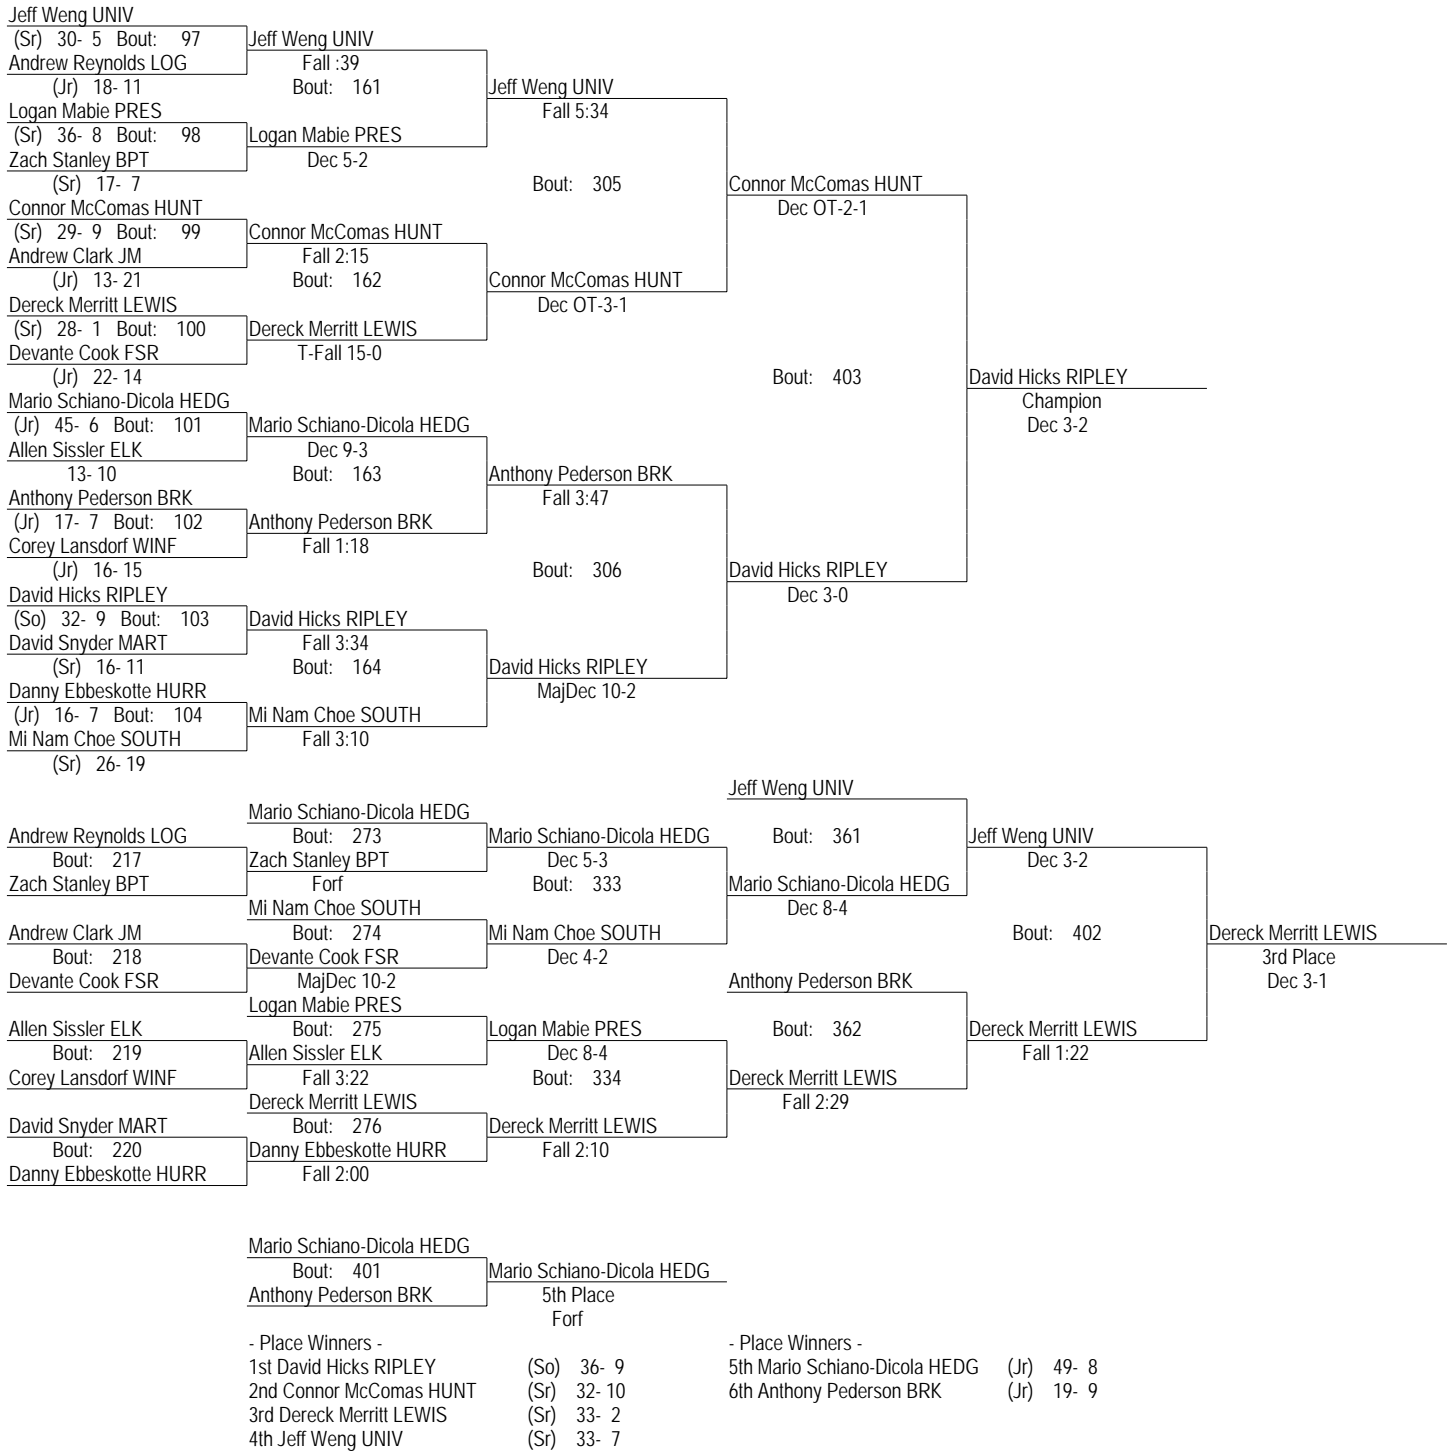 Jeff Weng UNIV
(Sr) 30- 5 Bout: 97 Jeff Weng UNIV
Andrew Reynolds LOG Fall :39
(Jr) 18- 11 Bout: 161 Jeff Weng UNIV
Logan Mabie PRES Fall 5:34
(Sr) 36- 8 Bout: 98 Logan Mabie PRES
Zach Stanley BPT Dec 5-2
(Sr) 17- 7 Bout: 305 Connor McComas HUNT
Connor McComas HUNT Dec OT-2-1
(Sr) 29- 9 Bout: 99 Connor McComas HUNT
Andrew Clark JM Fall 2:15
(Jr) 13- 21 Bout: 162 Connor McComas HUNT
Dereck Merritt LEWIS Dec OT-3-1
(Sr) 28- 1 Bout: 100 Dereck Merritt LEWIS
Devante Cook FSR T-Fall 15-0
(Jr) 22- 14 Bout: 403 David Hicks RIPLEY
Mario Schiano-Dicola HEDG Champion
(Jr) 45- 6 Bout: 101 Mario Schiano-Dicola HEDG Dec 3-2
Allen Sissler ELK Dec 9-3
13- 10 Bout: 163 Anthony Pederson BRK
Anthony Pederson BRK Fall 3:47
(Jr) 17- 7 Bout: 102 Anthony Pederson BRK
Corey Lansdorf WINF Fall 1:18
(Jr) 16- 15 Bout: 306 David Hicks RIPLEY
David Hicks RIPLEY Dec 3-0
(So) 32- 9 Bout: 103 David Hicks RIPLEY
David Snyder MART Fall 3:34
(Sr) 16- 11 Bout: 164 David Hicks RIPLEY
Danny Ebbeskotte HURR MajDec 10-2
(Jr) 16- 7 Bout: 104 Mi Nam Choe SOUTH
Mi Nam Choe SOUTH Fall 3:10
(Sr) 26- 19
Jeff Weng UNIV
Mario Schiano-Dicola HEDG
Andrew Reynolds LOG Bout: 273 Mario Schiano-Dicola HEDG Bout: 361 Jeff Weng UNIV
Bout: 217 Zach Stanley BPT Dec 5-3 Dec 3-2
Zach Stanley BPT Forf Bout: 333 Mario Schiano-Dicola HEDG
Mi Nam Choe SOUTH Dec 8-4
Andrew Clark JM Bout: 274 Mi Nam Choe SOUTH Bout: 402 Dereck Merritt LEWIS
Bout: 218 Devante Cook FSR Dec 4-2 3rd Place
Devante Cook FSR MajDec 10-2 Anthony Pederson BRK Dec 3-1
Logan Mabie PRES
Allen Sissler ELK Bout: 275 Logan Mabie PRES Bout: 362 Dereck Merritt LEWIS
Bout: 219 Allen Sissler ELK Dec 8-4 Fall 1:22
Corey Lansdorf WINF Fall 3:22 Bout: 334 Dereck Merritt LEWIS
Dereck Merritt LEWIS Fall 2:29
David Snyder MART Bout: 276 Dereck Merritt LEWIS
Bout: 220 Danny Ebbeskotte HURR Fall 2:10
Danny Ebbeskotte HURR Fall 2:00
Mario Schiano-Dicola HEDG
Bout: 401 Mario Schiano-Dicola HEDG
Anthony Pederson BRK 5th Place
Forf
- Place Winners - - Place Winners -
1st David Hicks RIPLEY (So) 36- 9 5th Mario Schiano-Dicola HEDG (Jr) 49- 8
2nd Connor McComas HUNT (Sr) 32- 10 6th Anthony Pederson BRK (Jr) 19- 9
3rd Dereck Merritt LEWIS (Sr) 33- 2
4th Jeff Weng UNIV (Sr) 33- 7